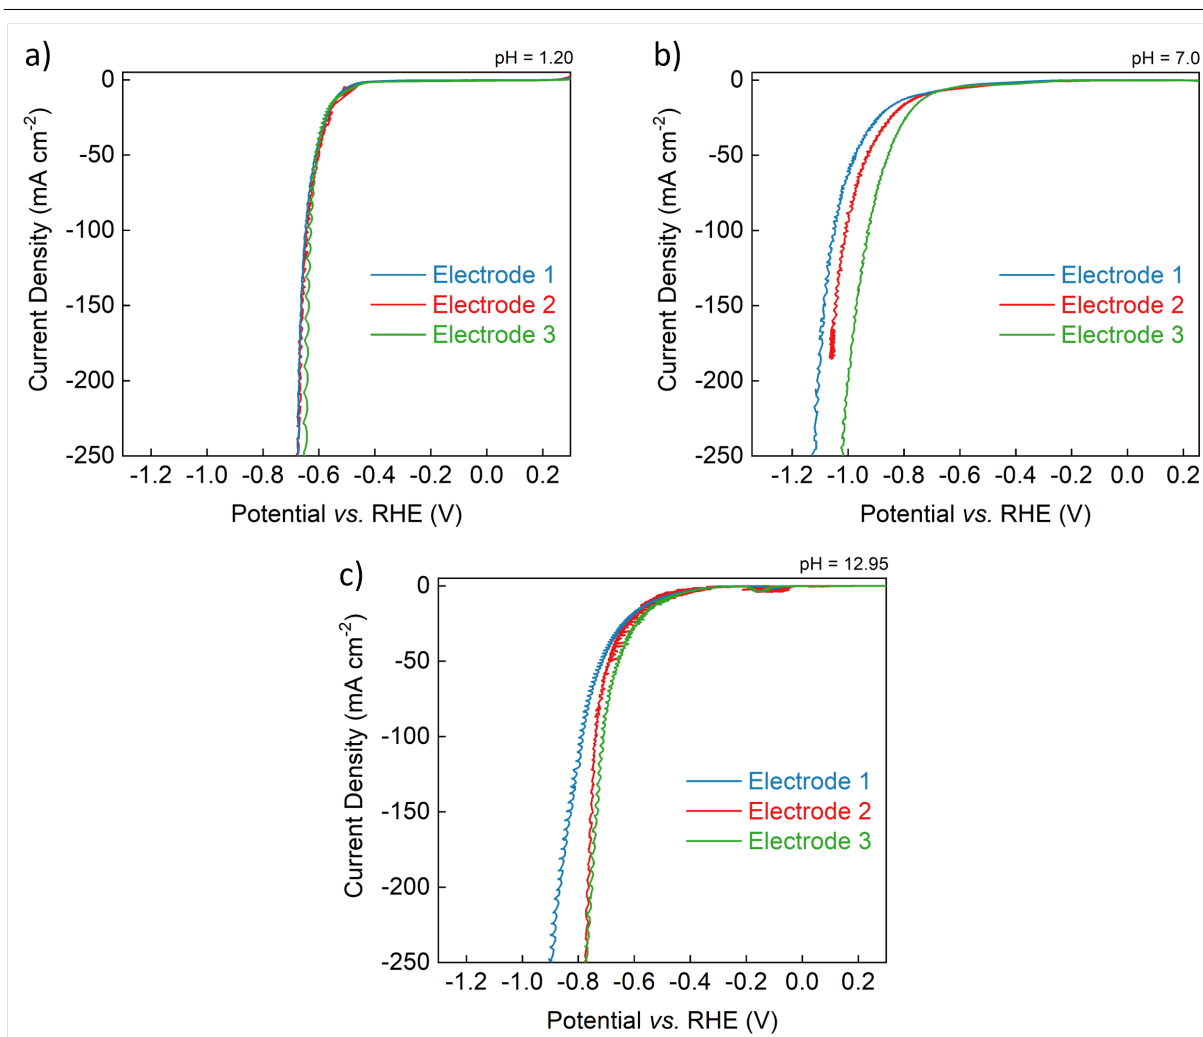 a)
pH = 1.20
0
-50
-100
-150
-200
-250
Current Density (mA cm-2)
Electrode 1
Electrode 2
Electrode 3
-1.2 -1.0 -0.8 -0.6 -0.4 -0.2 0.0 0.2
Potential vs. RHE (V)
b)
pH = 7.0
0
-50
-100
-150
-200
-250
Current Density (mA cm-2)
Electrode 1
Electrode 2
Electrode 3
-1.2 -1.0 -0.8 -0.6 -0.4 -0.2 0.0 0.2
Potential vs. RHE (V)
c)
pH = 12.95
0
-50
-100
-150
-200
-250
Current Density (mA cm-2)
Electrode 1
Electrode 2
Electrode 3
-1.2 -1.0 -0.8 -0.6 -0.4 -0.2 0.0 0.2
Potential vs. RHE (V)